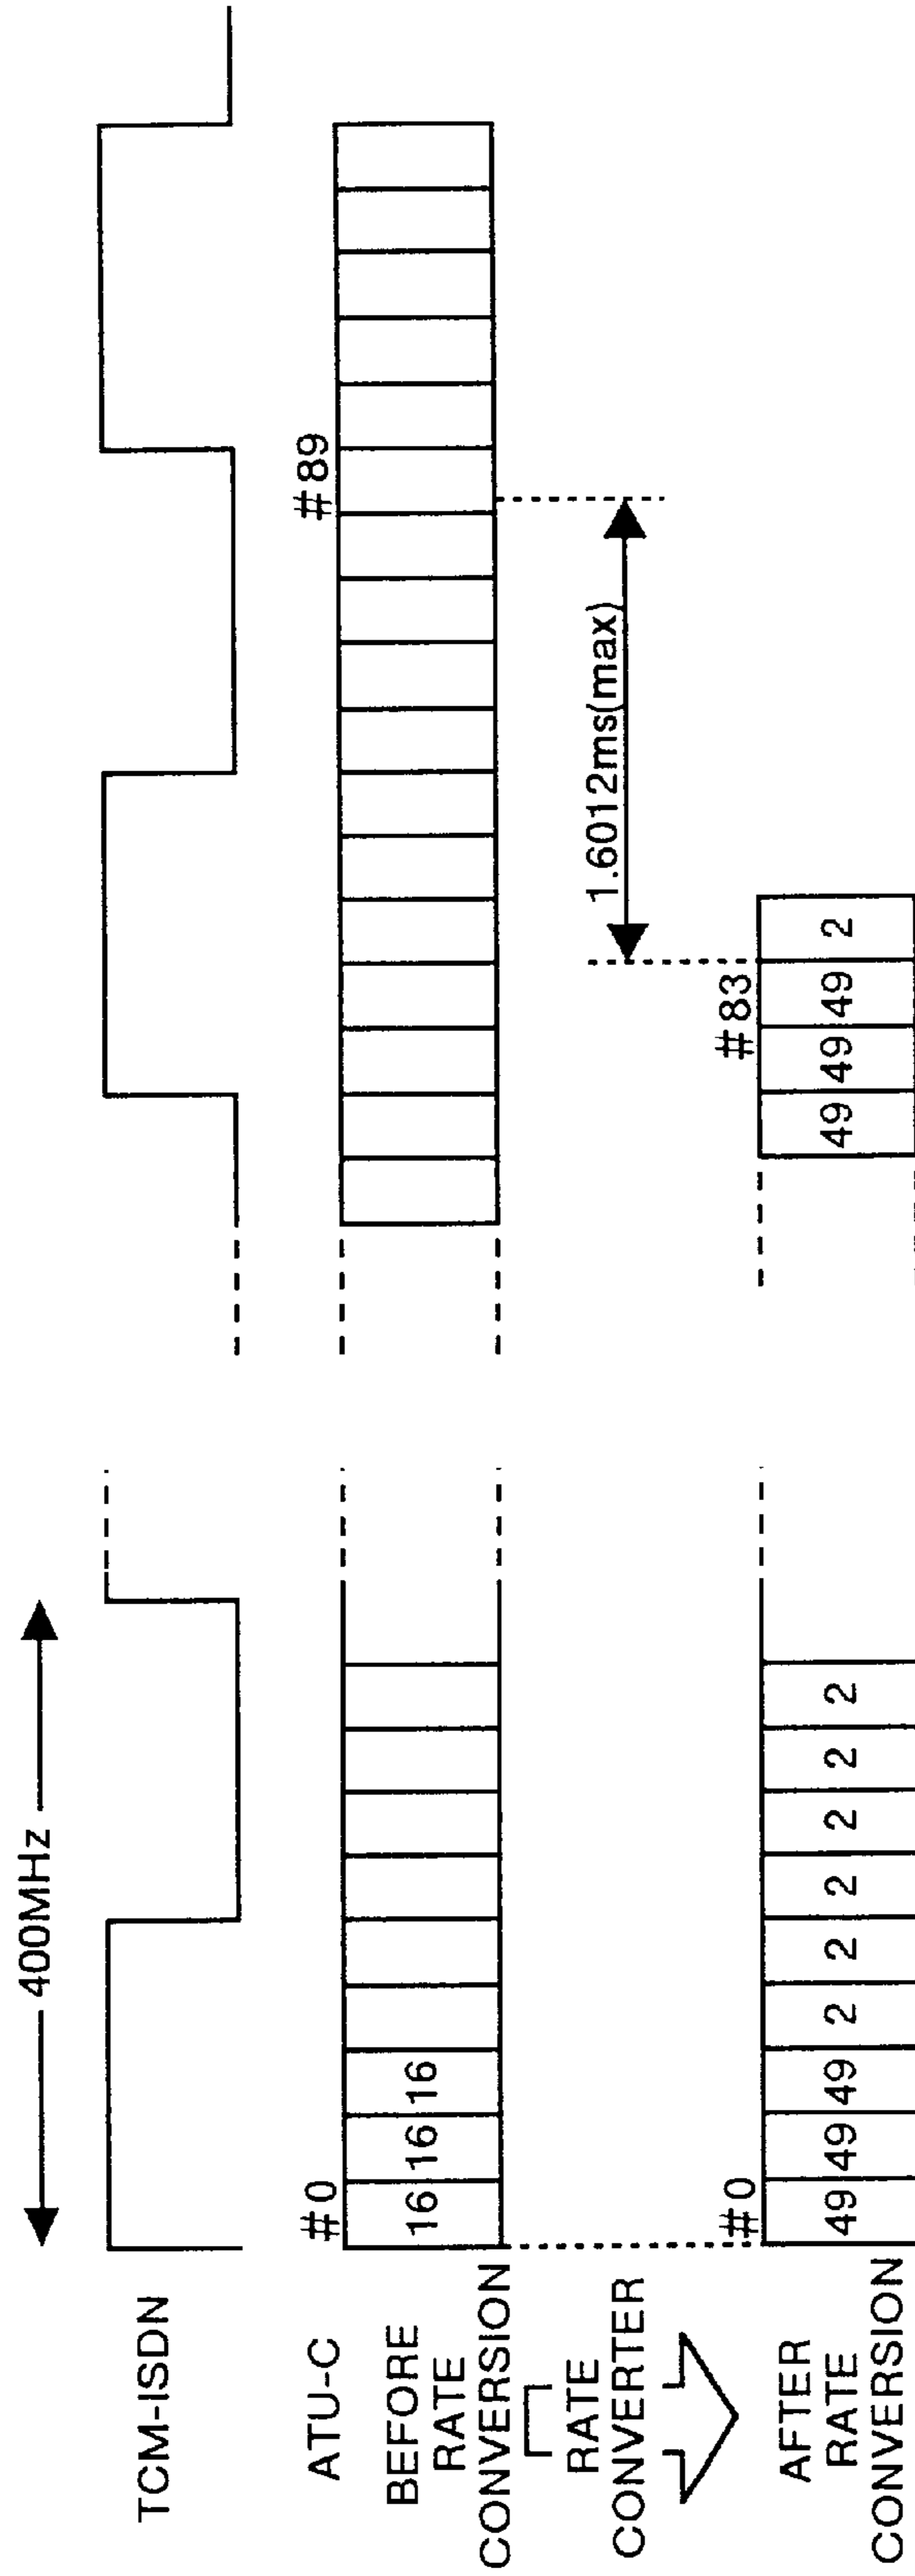 400MHz
TCM-ISDN
ATU-C
#0
#89
BEFORE
RATE
CONVERSION
16 16 16
RATE
CONVERTER
1.6012ms(max)
#0
#83
AFTER
RATE
CONVERSION
49 49 49 2 2 2 2 2 2
49 49 49 2